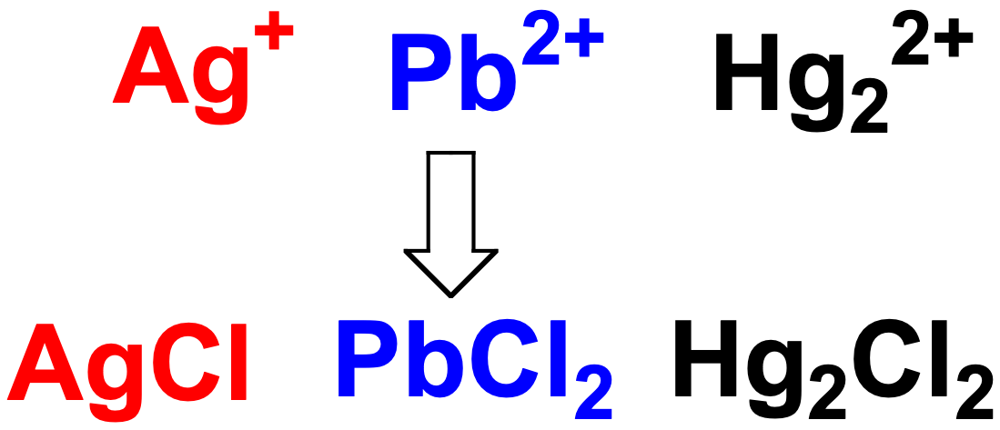 Ag⁺ Pb²⁺ Hg₂²⁺
AgCl PbCl₂ Hg₂Cl₂